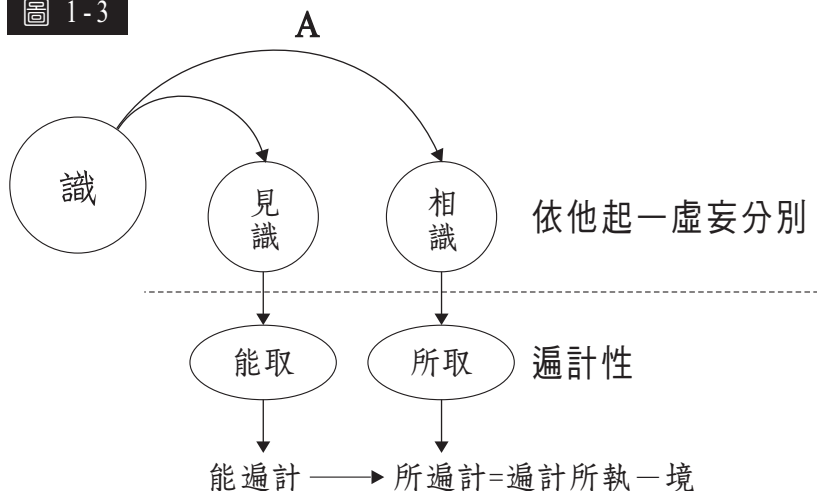 圖 1-3
A
識
見識
相識
依他起－虛妄分別
能取
所取
遍計性
能遍計
所遍計=遍計所執－境